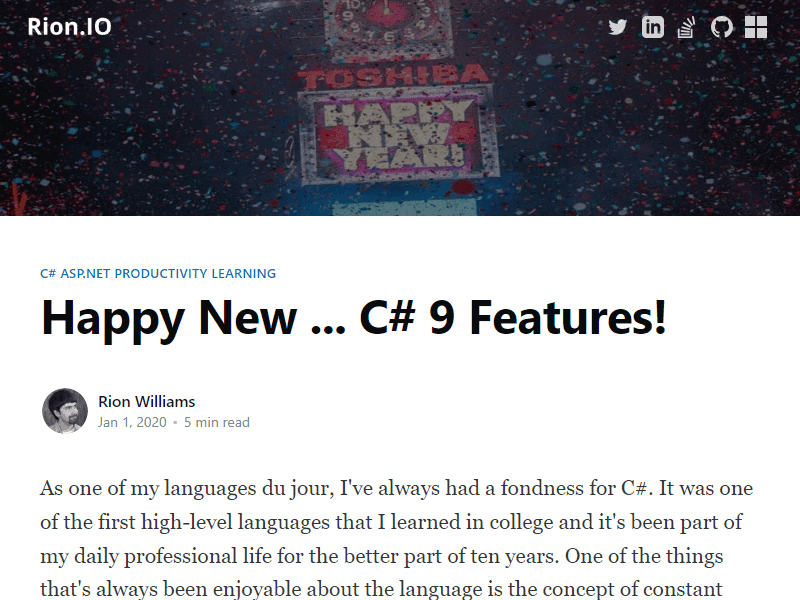 Rion.IO
TOSHIBA
HAPPY
NEW
YEAR!
C# ASP.NET PRODUCTIVITY LEARNING
Happy New ... C# 9 Features!
Rion Williams
Jan 1, 2020 • 5 min read
As one of my languages du jour, I've always had a fondness for C#. It was one
of the first high-level languages that I learned in college and it's been part of
my daily professional life for the better part of ten years. One of the things
that's always been enjoyable about the language is the concept of constant